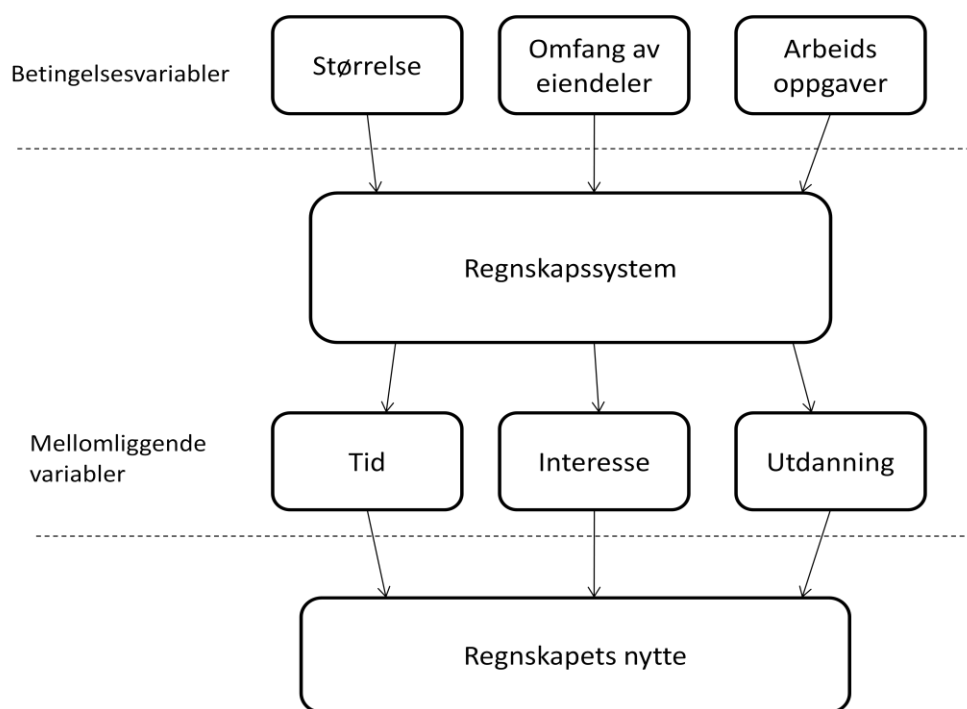 Betingelsesvariabler
Størrelse
Omfang av
eiendeler
Arbeids
oppgaver
Regnskapssystem
Mellomliggende
variabler
Tid
Interesse
Utdanning
Regnskapets nytte